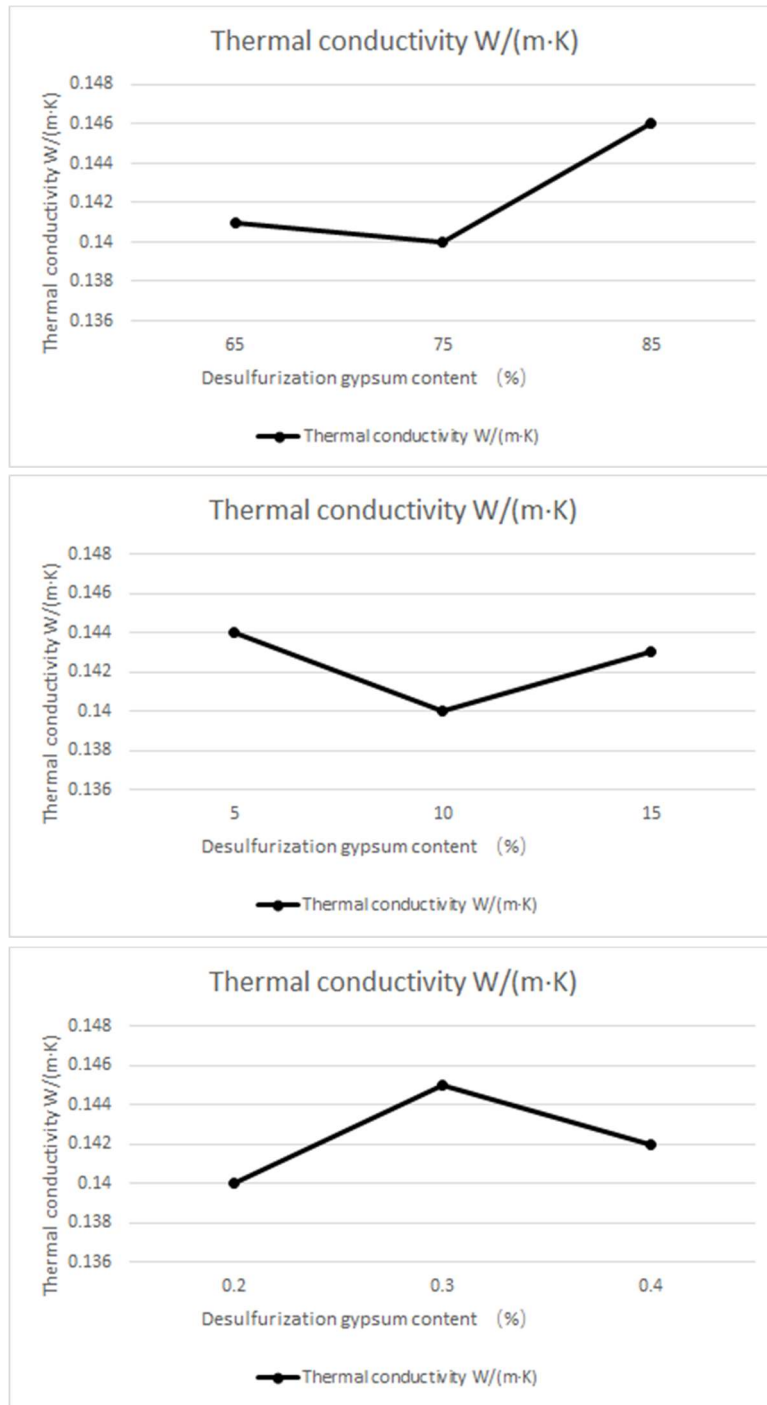 Thermal conductivity W/(m·K)
Thermal conductivity W/(m·K)
0.148
0.146
0.144
0.142
0.14
0.138
0.136
65 75 85
Desulfurization gypsum content （%）
Thermal conductivity W/(m·K)
Thermal conductivity W/(m·K)
Thermal conductivity W/(m·K)
0.148
0.146
0.144
0.142
0.14
0.138
0.136
5 10 15
Desulfurization gypsum content （%）
Thermal conductivity W/(m·K)
Thermal conductivity W/(m·K)
Thermal conductivity W/(m·K)
0.148
0.146
0.144
0.142
0.14
0.138
0.136
0.2 0.3 0.4
Desulfurization gypsum content （%）
Thermal conductivity W/(m·K)